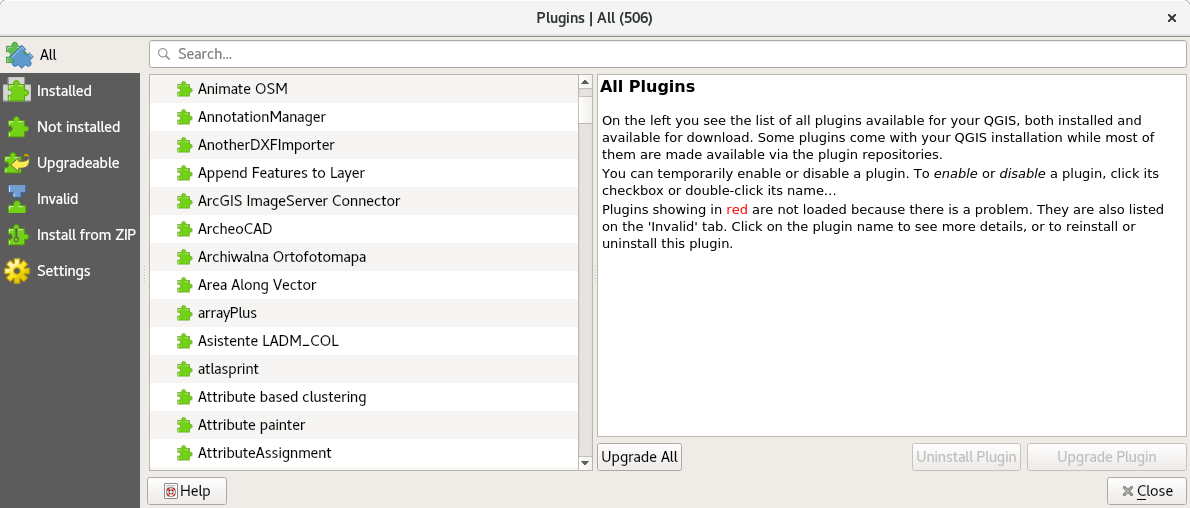 Plugins | All (506)
All
Installed
Not installed
Upgradeable
Invalid
Install from ZIP
Settings
Search...
Animate OSM
AnnotationManager
AnotherDXFImporter
Append Features to Layer
ArcGIS ImageServer Connector
ArcheoCAD
Archiwalna Ortofotomapa
Area Along Vector
arrayPlus
Asistente LADM_COL
atlasprint
Attribute based clustering
Attribute painter
AttributeAssignment
All Plugins
On the left you see the list of all plugins available for your QGIS, both installed and
available for download. Some plugins come with your QGIS installation while most of
them are made available via the plugin repositories.
You can temporarily enable or disable a plugin. To enable or disable a plugin, click its
checkbox or double-click its name...
Plugins showing in red are not loaded because there is a problem. They are also listed
on the 'Invalid' tab. Click on the plugin name to see more details, or to reinstall or
uninstall this plugin.
Upgrade All
Uninstall Plugin
Upgrade Plugin
Help
Close